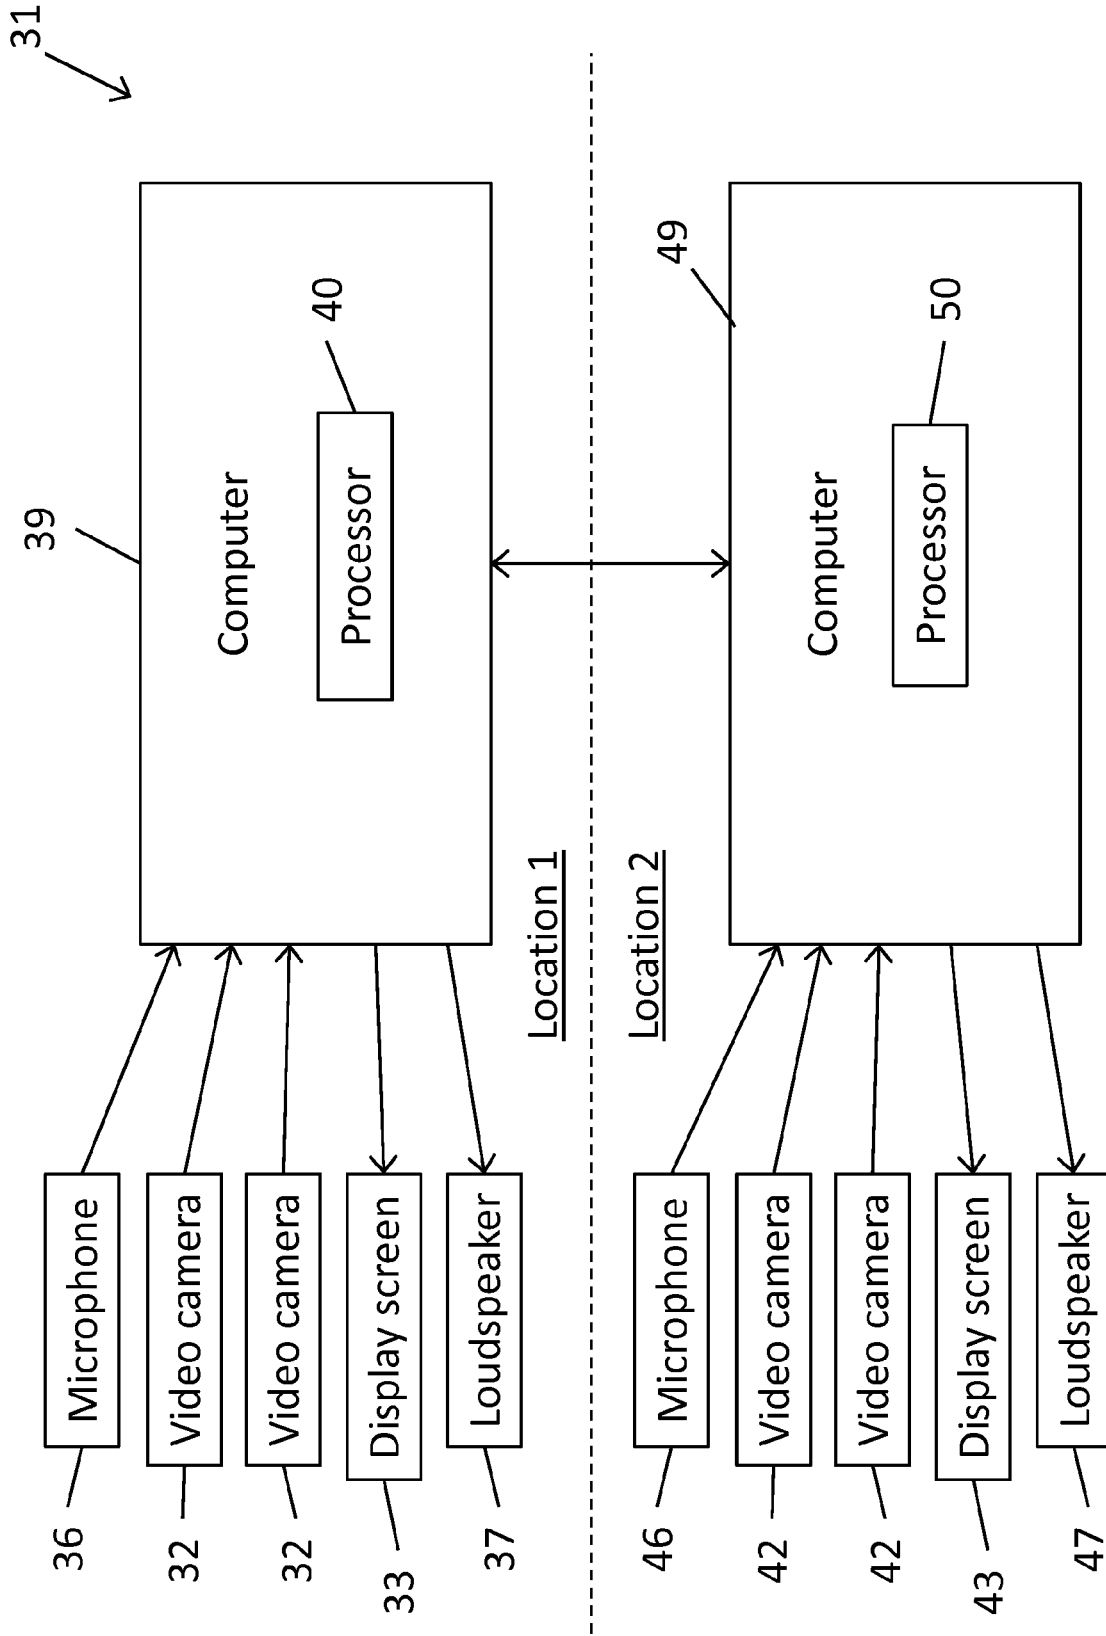 31
39
Computer
40
Processor
Location 1
36
Microphone
32
Video camera
32
Video camera
33
Display screen
37
Loudspeaker
Location 2
49
Computer
50
Processor
46
Microphone
42
Video camera
42
Video camera
43
Display screen
47
Loudspeaker